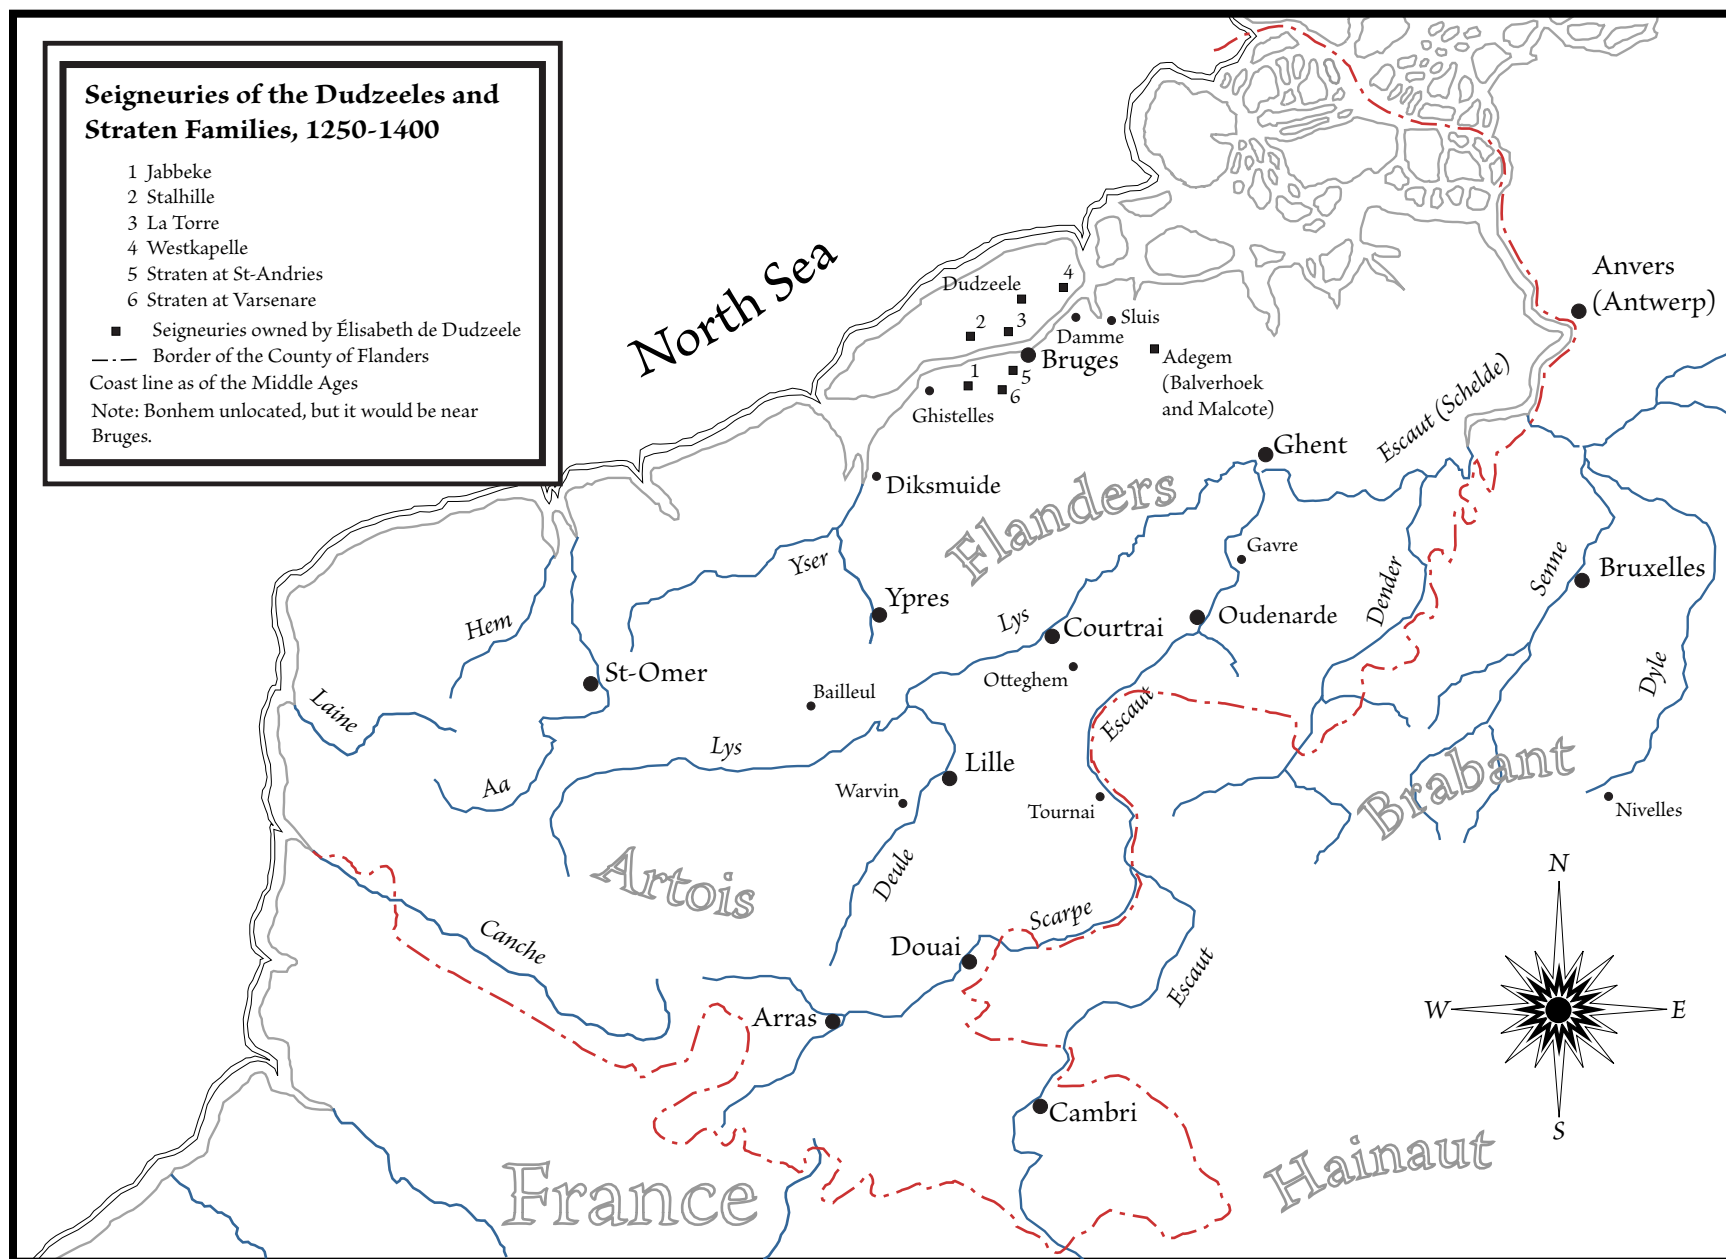 Seigneuries of the Dudzeeles and
Straten Families, 1250-1400
1 Jabbeke
2 Stalhille
3 La Torre
4 Westkapelle
5 Straten at St-Andries
6 Straten at Varsenare
Seigneuries owned by Élisabeth de Dudzeele
Border of the County of Flanders
Coast line as of the Middle Ages
Note: Bonhem unlocated, but it would be near
Bruges.
North Sea
Anvers
(Antwerp)
Dudzeele
4
2
3
Sluis
Damme
Bruges
Adegem
(Balverhoek
and Malcote)
1
5
6
Ghistelles
Escaut (Schelde)
Ghent
Diksmuide
Flanders
Yser
Gavre
Dender
Senne
Bruxelles
Ypres
Hem
Lys
Courtrai
Oudenarde
St-Omer
Otteghem
Dyle
Bailleul
Laine
Escaut
Lys
Lille
Aa
Warvin
Tournai
Brabant
Nivelles
Artois
Deule
Scarpe
Canche
Douai
Escaut
Arras
Cambri
France
Hainaut
N
W
E
S